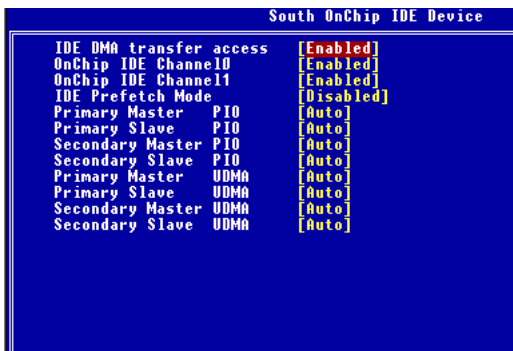 South OnChip IDE Device
IDE DMA transfer access [Enabled]
OnChip IDE Channel0 [Enabled]
OnChip IDE Channel1 [Enabled]
IDE Prefetch Mode [Disabled]
Primary Master PIO [Auto]
Primary Slave PIO [Auto]
Secondary Master PIO [Auto]
Secondary Slave PIO [Auto]
Primary Master UDMA [Auto]
Primary Slave UDMA [Auto]
Secondary Master UDMA [Auto]
Secondary Slave UDMA [Auto]